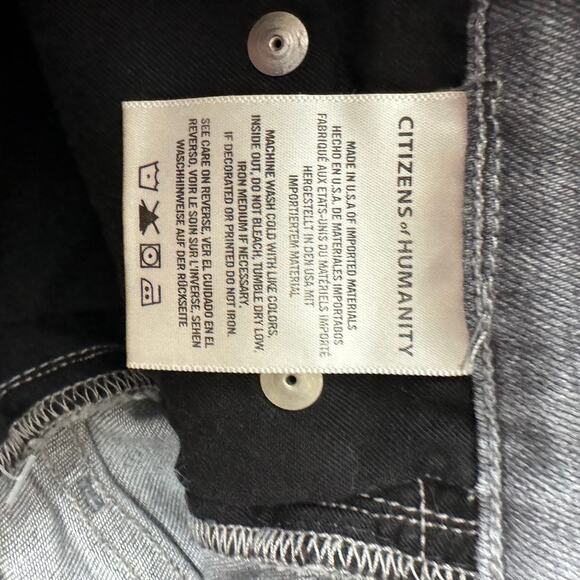 CITIZENS of HUMANITY
MADE IN U.S.A OF IMPORTED MATERIALS
HECHO EN U.S.A. DE MATERIALES IMPORTADOS
FABRIQUÉ AUX ETATS-UNIS DU MATÉRIELS IMPORTÉ
HERGESTELLT IN DEN USA MIT
IMPORTIERTEM MATERIAL
MACHINE WASH COLD WITH LIKE COLORS,
INSIDE OUT, DO NOT BLEACH, TUMBLE DRY LOW,
IRON MEDIUM IF NECESSARY.
IF DECORATED OR PRINTED DO NOT IRON.
SEE CARE ON REVERSE, VER EL CUIDADO EN EL
REVERSO, VOIR LE SOIN SUR L'INVERSE, SEHEN
WASCHHINWEISE AUF DER RÜCKSEITE